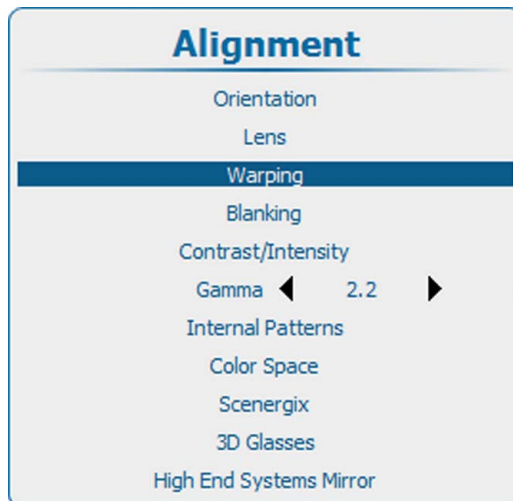 Alignment
Orientation
Lens
Warping
Blanking
Contrast/Intensity
Gamma 2.2
Internal Patterns
Color Space
Scenergix
3D Glasses
High End Systems Mirror